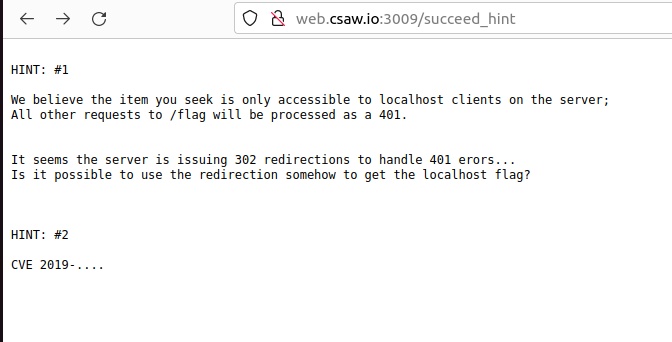 web.csaw.io:3009/succeed_hint
HINT: #1
We believe the item you seek is only accessible to localhost clients on the server;
All other requests to /flag will be processed as a 401.
It seems the server is issuing 302 redirections to handle 401 erors...
Is it possible to use the redirection somehow to get the localhost flag?
HINT: #2
CVE 2019-....